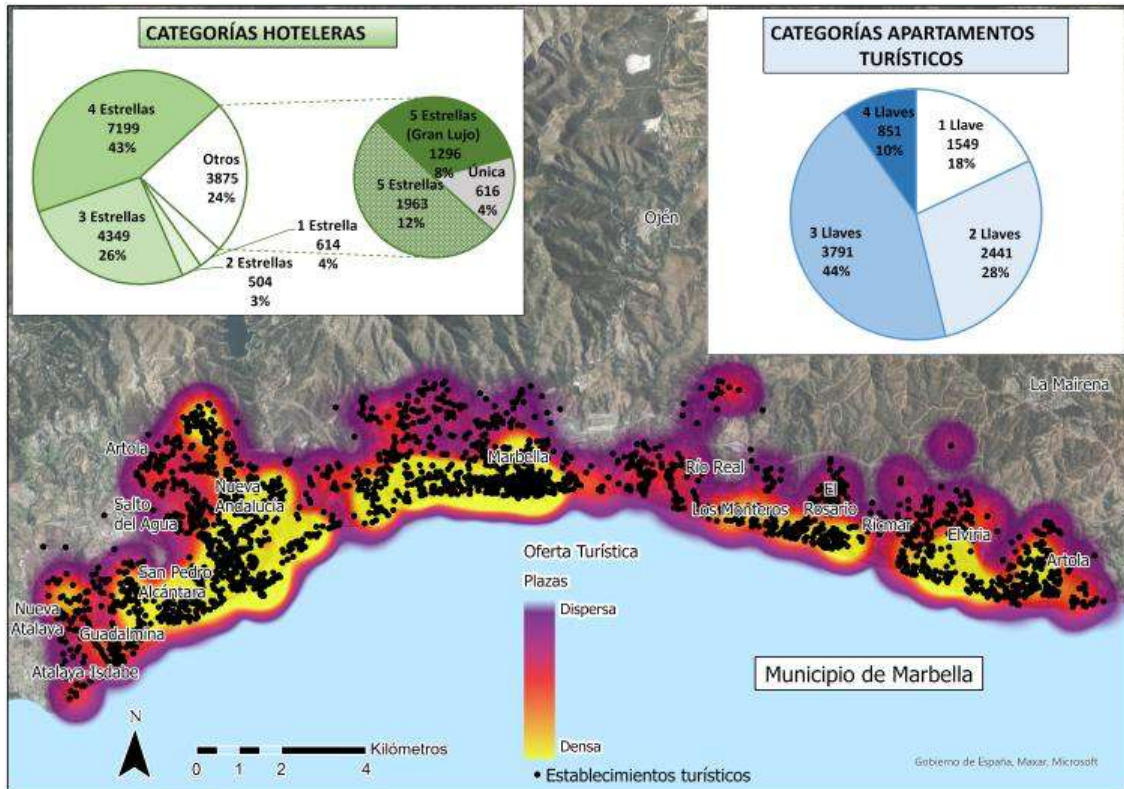 CATEGORÍAS HOTELERAS
4 Estrellas
7199
43%
Otros
3875
24%
3 Estrellas
4349
26%
2 Estrellas
504
3%
1 Estrella
614
4%
5 Estrellas
(Gran Lujo)
1296
8%
Única
616
4%
5 Estrellas
1963
12%
CATEGORÍAS APARTAMENTOS
TURÍSTICOS
4 Llaves
851
10%
1 Llave
1549
18%
3 Llaves
3791
44%
2 Llaves
2441
28%
Ojén
La Mairena
Artola
Nueva
Andalucía
Salto
del Agua
San Pedro
Alcántara
Nueva
Atalaya
Guadalmina
Atalaya-Isdabe
Marbella
Río Real
Los Monteros
El
Rosario
Ricmar
Elviria
Artola
Oferta Turística
Plazas
Dispersa
Densa
Establecimientos turísticos
Municipio de Marbella
N
Kilómetros
0 1 2 4
Gobierno de España, Maxar, Microsoft